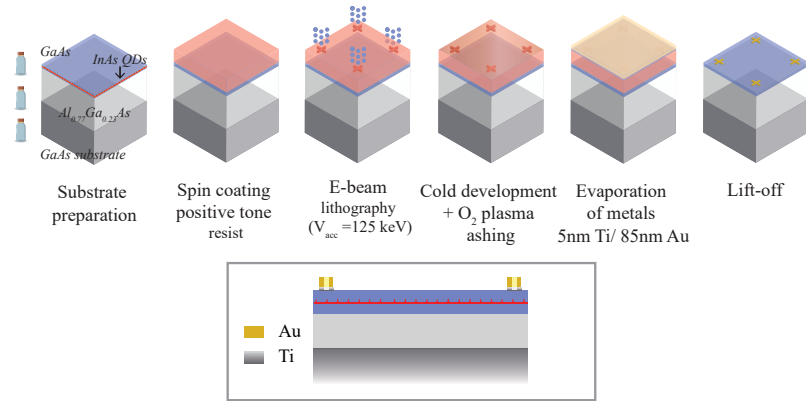 GaAs
InAs QDs
Al0.77Ga0.23As
GaAs substrate
Substrate
preparation
Spin coating
positive tone
resist
E-beam
lithography
(Vacc =125 keV)
Cold development
+ O2 plasma
ashing
Evaporation
of metals
5nm Ti/ 85nm Au
Lift-off
Au
Ti